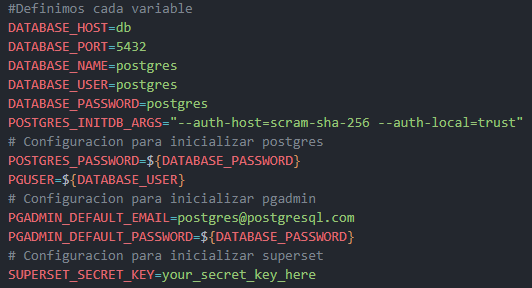 #Definimos cada variable
DATABASE_HOST=db
DATABASE_PORT=5432
DATABASE_NAME=postgres
DATABASE_USER=postgres
DATABASE_PASSWORD=postgres
POSTGRES_INITDB_ARGS="--auth-host=scram-sha-256 --auth-local=trust"
# Configuracion para inicializar postgres
POSTGRES_PASSWORD=${DATABASE_PASSWORD}
PGUSER=${DATABASE_USER}
# Configuracion para inicializar pgadmin
PGADMIN_DEFAULT_EMAIL=postgres@postgresql.com
PGADMIN_DEFAULT_PASSWORD=${DATABASE_PASSWORD}
# Configuracion para inicializar superset
SUPERSET_SECRET_KEY=your_secret_key_here